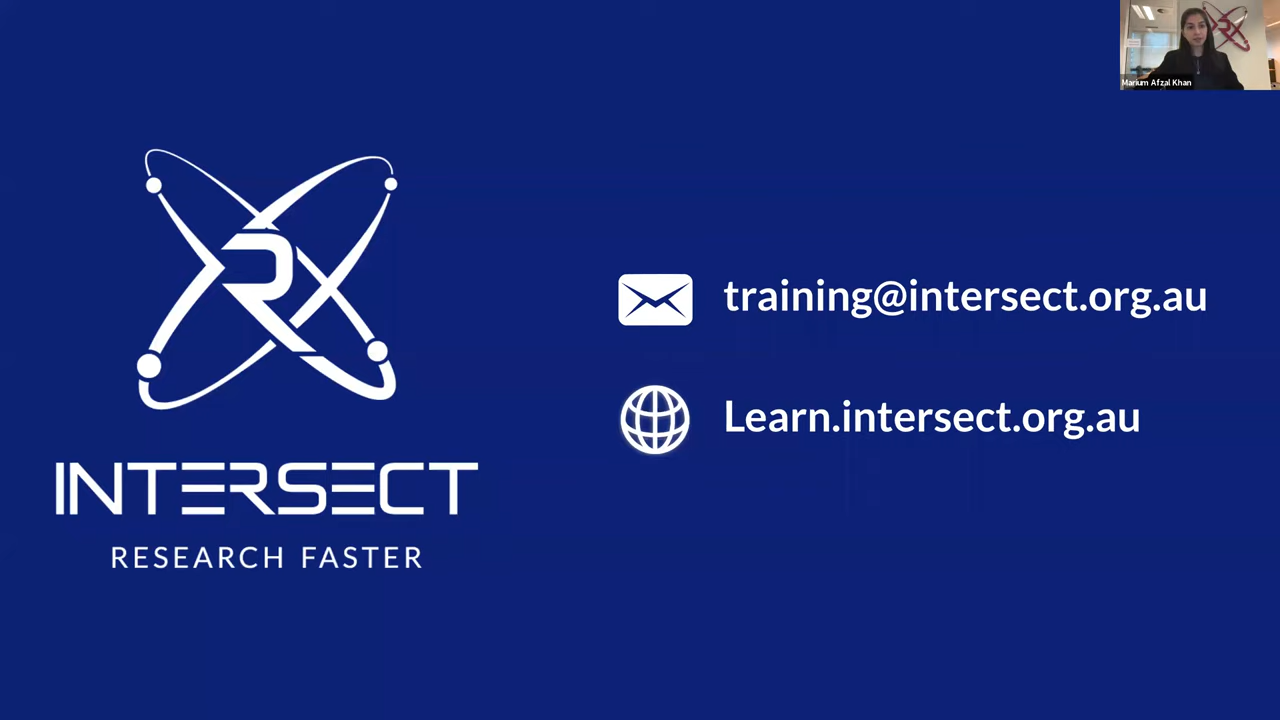 Marium Afzal Khan
training@intersect.org.au
Learn.intersect.org.au
INTERSECT
RESEARCH FASTER